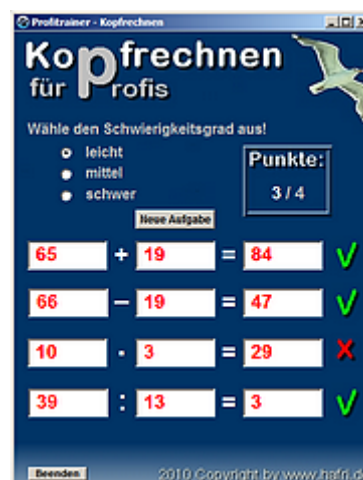 Profitrainer - Kopfrechnen
Kopfrechnen
für Profis
Wähle den Schwierigkeitsgrad aus!
leicht
mittel
schwer
Punkte:
3 / 4
Neue Aufgabe
65 + 19 = 84
66 – 19 = 47
10 · 3 = 29
39 : 13 = 3
Beenden
2010 Copyright by www.hafri.d